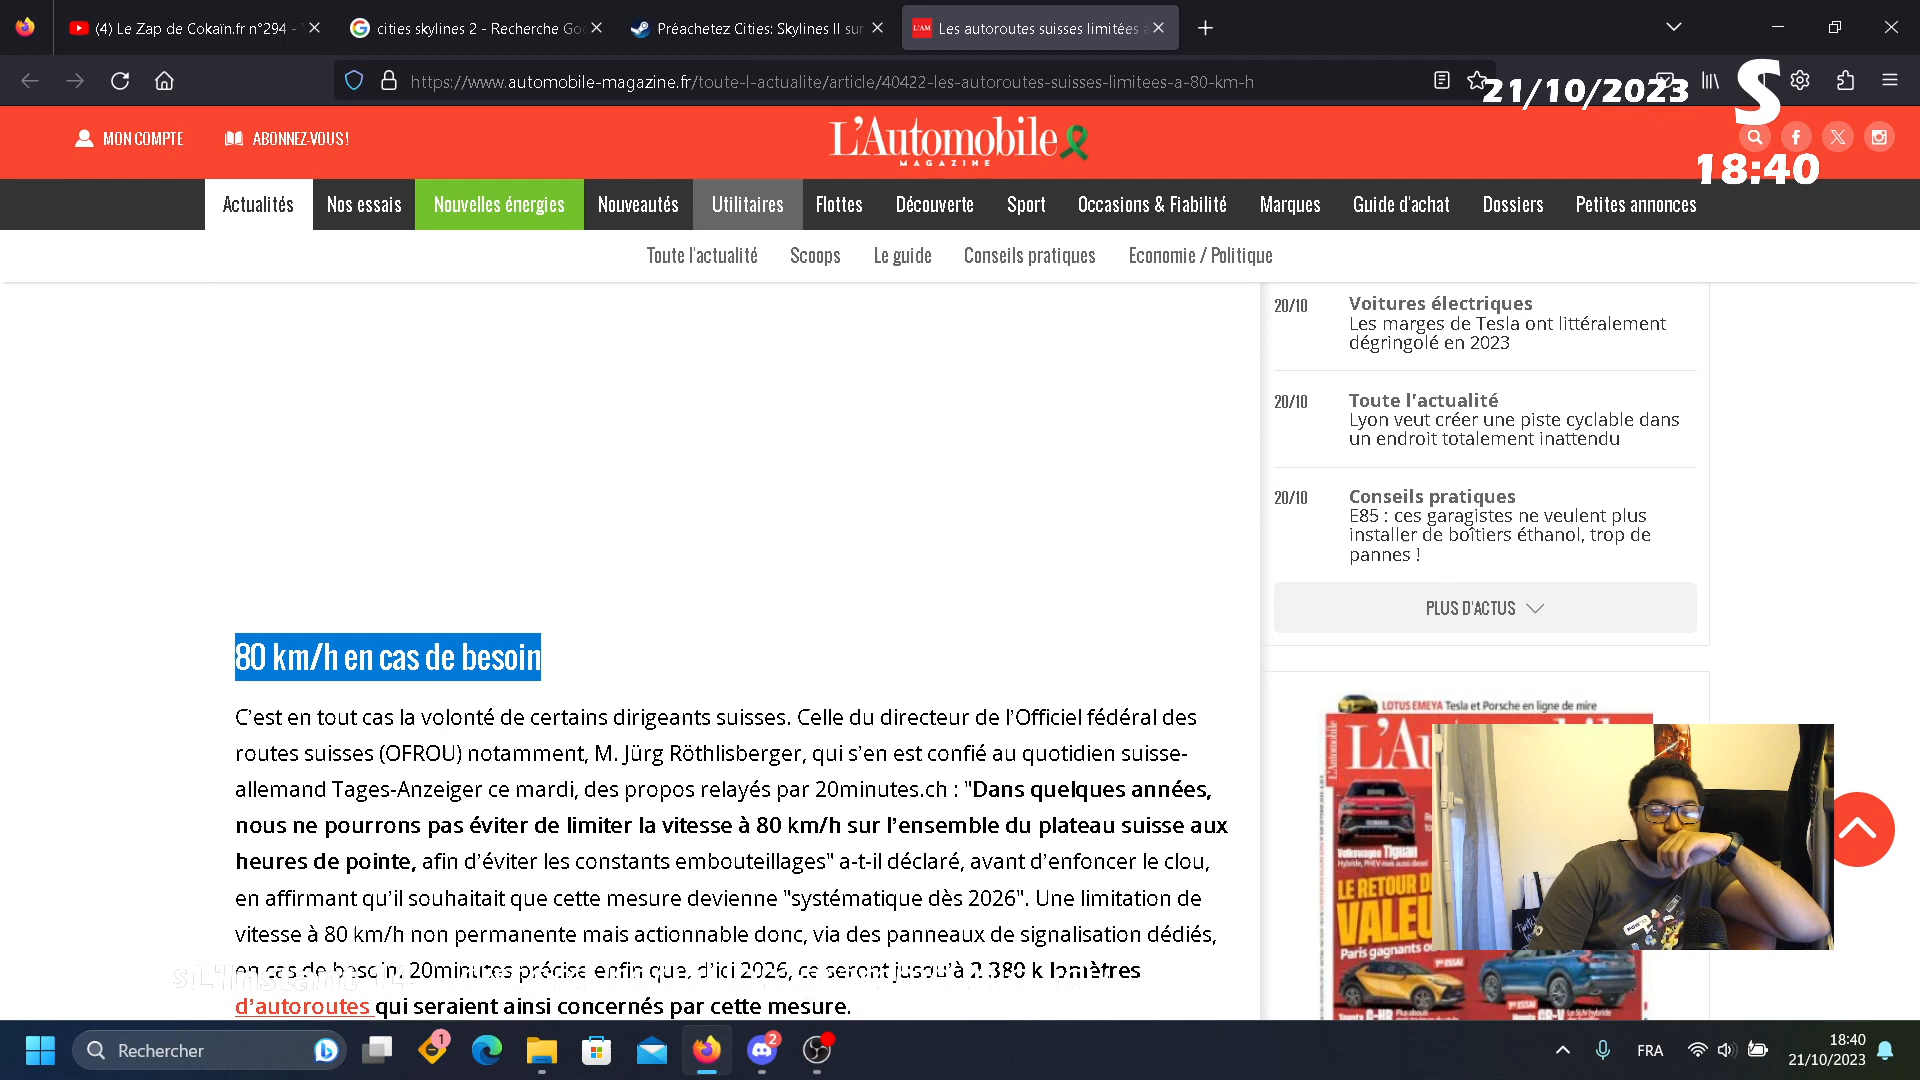 (4) Le Zap de Cokaïn.fr n°294 -
cities skylines 2 - Recherche Goo
Préachetez Cities: Skylines II sur
L'AM
Les autoroutes suisses limitées à
https://www.automobile-magazine.fr/toute-l-actualite/article/40422-les-autoroutes-suisses-limitees-a-80-km-h
21/10/2023
S
18:40
MON COMPTE
ABONNEZ-VOUS !
L'Automobile
MAGAZINE
Actualités
Nos essais
Nouvelles énergies
Nouveautés
Utilitaires
Flottes
Découverte
Sport
Occasions & Fiabilité
Marques
Guide d'achat
Dossiers
Petites annonces
Toute l'actualité
Scoops
Le guide
Conseils pratiques
Economie / Politique
20/10
Voitures électriques
Les marges de Tesla ont littéralement
dégringolé en 2023
20/10
Toute l'actualité
Lyon veut créer une piste cyclable dans
un endroit totalement inattendu
20/10
Conseils pratiques
E85 : ces garagistes ne veulent plus
installer de boîtiers éthanol, trop de
pannes !
PLUS D'ACTUS
80 km/h en cas de besoin
C'est en tout cas la volonté de certains dirigeants suisses. Celle du directeur de l'Officiel fédéral des
routes suisses (OFROU) notamment, M. Jürg Röthlisberger, qui s'en est confié au quotidien suisse-
allemand Tages-Anzeiger ce mardi, des propos relayés par 20minutes.ch : "Dans quelques années,
nous ne pourrons pas éviter de limiter la vitesse à 80 km/h sur l'ensemble du plateau suisse aux
heures de pointe, afin d'éviter les constants embouteillages" a-t-il déclaré, avant d'enfoncer le clou,
en affirmant qu'il souhaitait que cette mesure devienne "systématique dès 2026". Une limitation de
vitesse à 80 km/h non permanente mais actionnable donc, via des panneaux de signalisation dédiés,
en cas de besoin. 20minutes précise enfin que, d'ici 2026, ce seront jusqu'à 2 380 kilomètres
d'autoroutes qui seraient ainsi concernés par cette mesure.
LOTUS EMEYA Tesla et Porsche en ligne de mire
Volkswagen Tiguan
LE RETOUR
Paris gagnants
1er ESSAI
Rechercher
1
2
FRA
18:40
21/10/2023